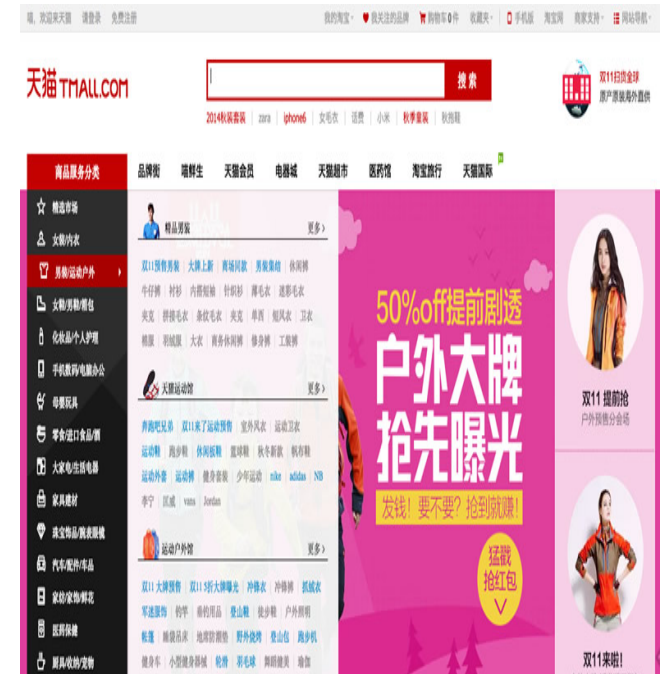 喵，欢迎来天猫 请登录 免费注册
我的淘宝 我关注的品牌 购物车0件 收藏夹 手机版 淘宝网 商家支持 网站导航
天猫 TMALL.COM
搜索
双11扫货全球
原产原装海外直供
2014秋装套装 zara iphone6 女毛衣 话费 小米 秋季童装 秋拖鞋
商品服务分类 品牌街 喵鲜生 天猫会员 电器城 天猫超市 医药馆 淘宝旅行 天猫国际
精选市场
女装/内衣
男装/运动户外
女鞋/男鞋/箱包
化妆品/个人护理
手机数码/电脑办公
母婴玩具
零食/进口食品/酒
大家电/生活电器
家具建材
珠宝饰品/腕表眼镜
汽车/配件/车品
家纺/家饰/鲜花
医药保健
厨具/收纳/宠物
精品男装 更多>
双11预售男装 大牌上新 商场同款 男装集结 休闲裤
牛仔裤 衬衫 内搭短袖 针织衫 薄毛衣 迷彩毛衣
夹克 拼接毛衣 条纹毛衣 夹克 单西 短风衣 卫衣
棉服 羽绒服 大衣 商务休闲裤 修身裤 工装裤
天猫运动馆 更多>
奔跑吧兄弟 双11来了运动预售 室外风衣 运动卫衣
运动鞋 跑步鞋 休闲板鞋 篮球鞋 秋冬新款 帆布鞋
运动外套 运动裤 健身套装 少年运动 nike adidas NB
李宁 匡威 vans Jordan
运动户外馆 更多>
双11大牌预售 双11 5折大牌曝光 冲锋衣 冲锋裤 抓绒衣
军迷服饰 钓竿 垂钓用品 登山鞋 徒步鞋 户外照明
帐篷 睡袋吊床 地席防潮垫 野外烧烤 登山包 跑步机
健身车 小型健身器械 轮滑 羽毛球 舞蹈健美 瑜伽
50%off提前剧透
户外大牌
抢先曝光
发钱！要不要？抢到就赚！
猛戳
抢红包
双11 提前抢
户外预售分会场
双11来啦！